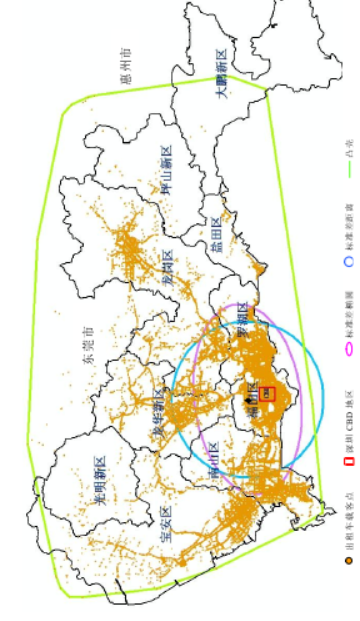 惠州市
大鹏新区
坪山新区
盐田区
龙岗区
东莞市
罗湖区
龙华新区
福田区
南山区
光明新区
宝安区
出租车载客点
深圳CBD地区
标准差椭圆
标准差距离
凸壳